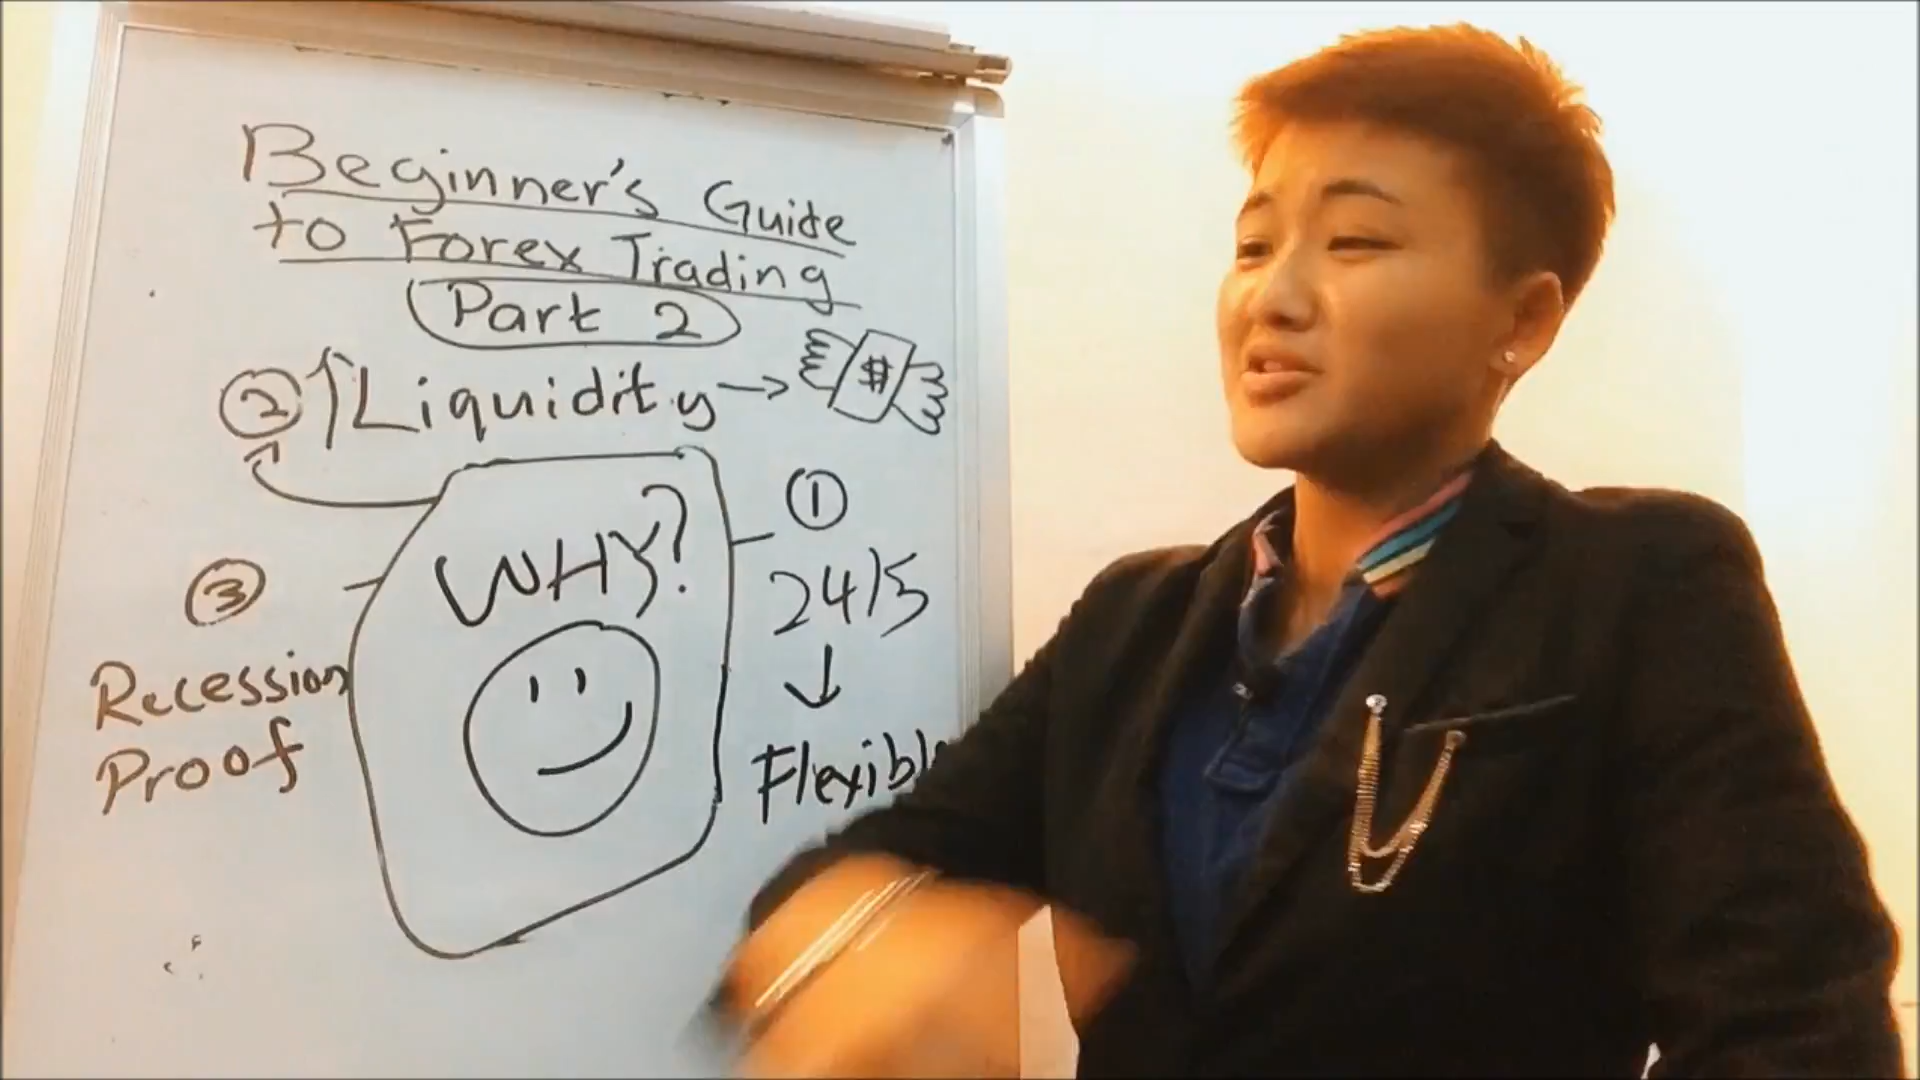 Beginner's Guide
to Forex Trading
Part 2
2 ↑ Liquidity → $
WHY?
1
24/5
↓
Flexibl
3
Recession
Proof